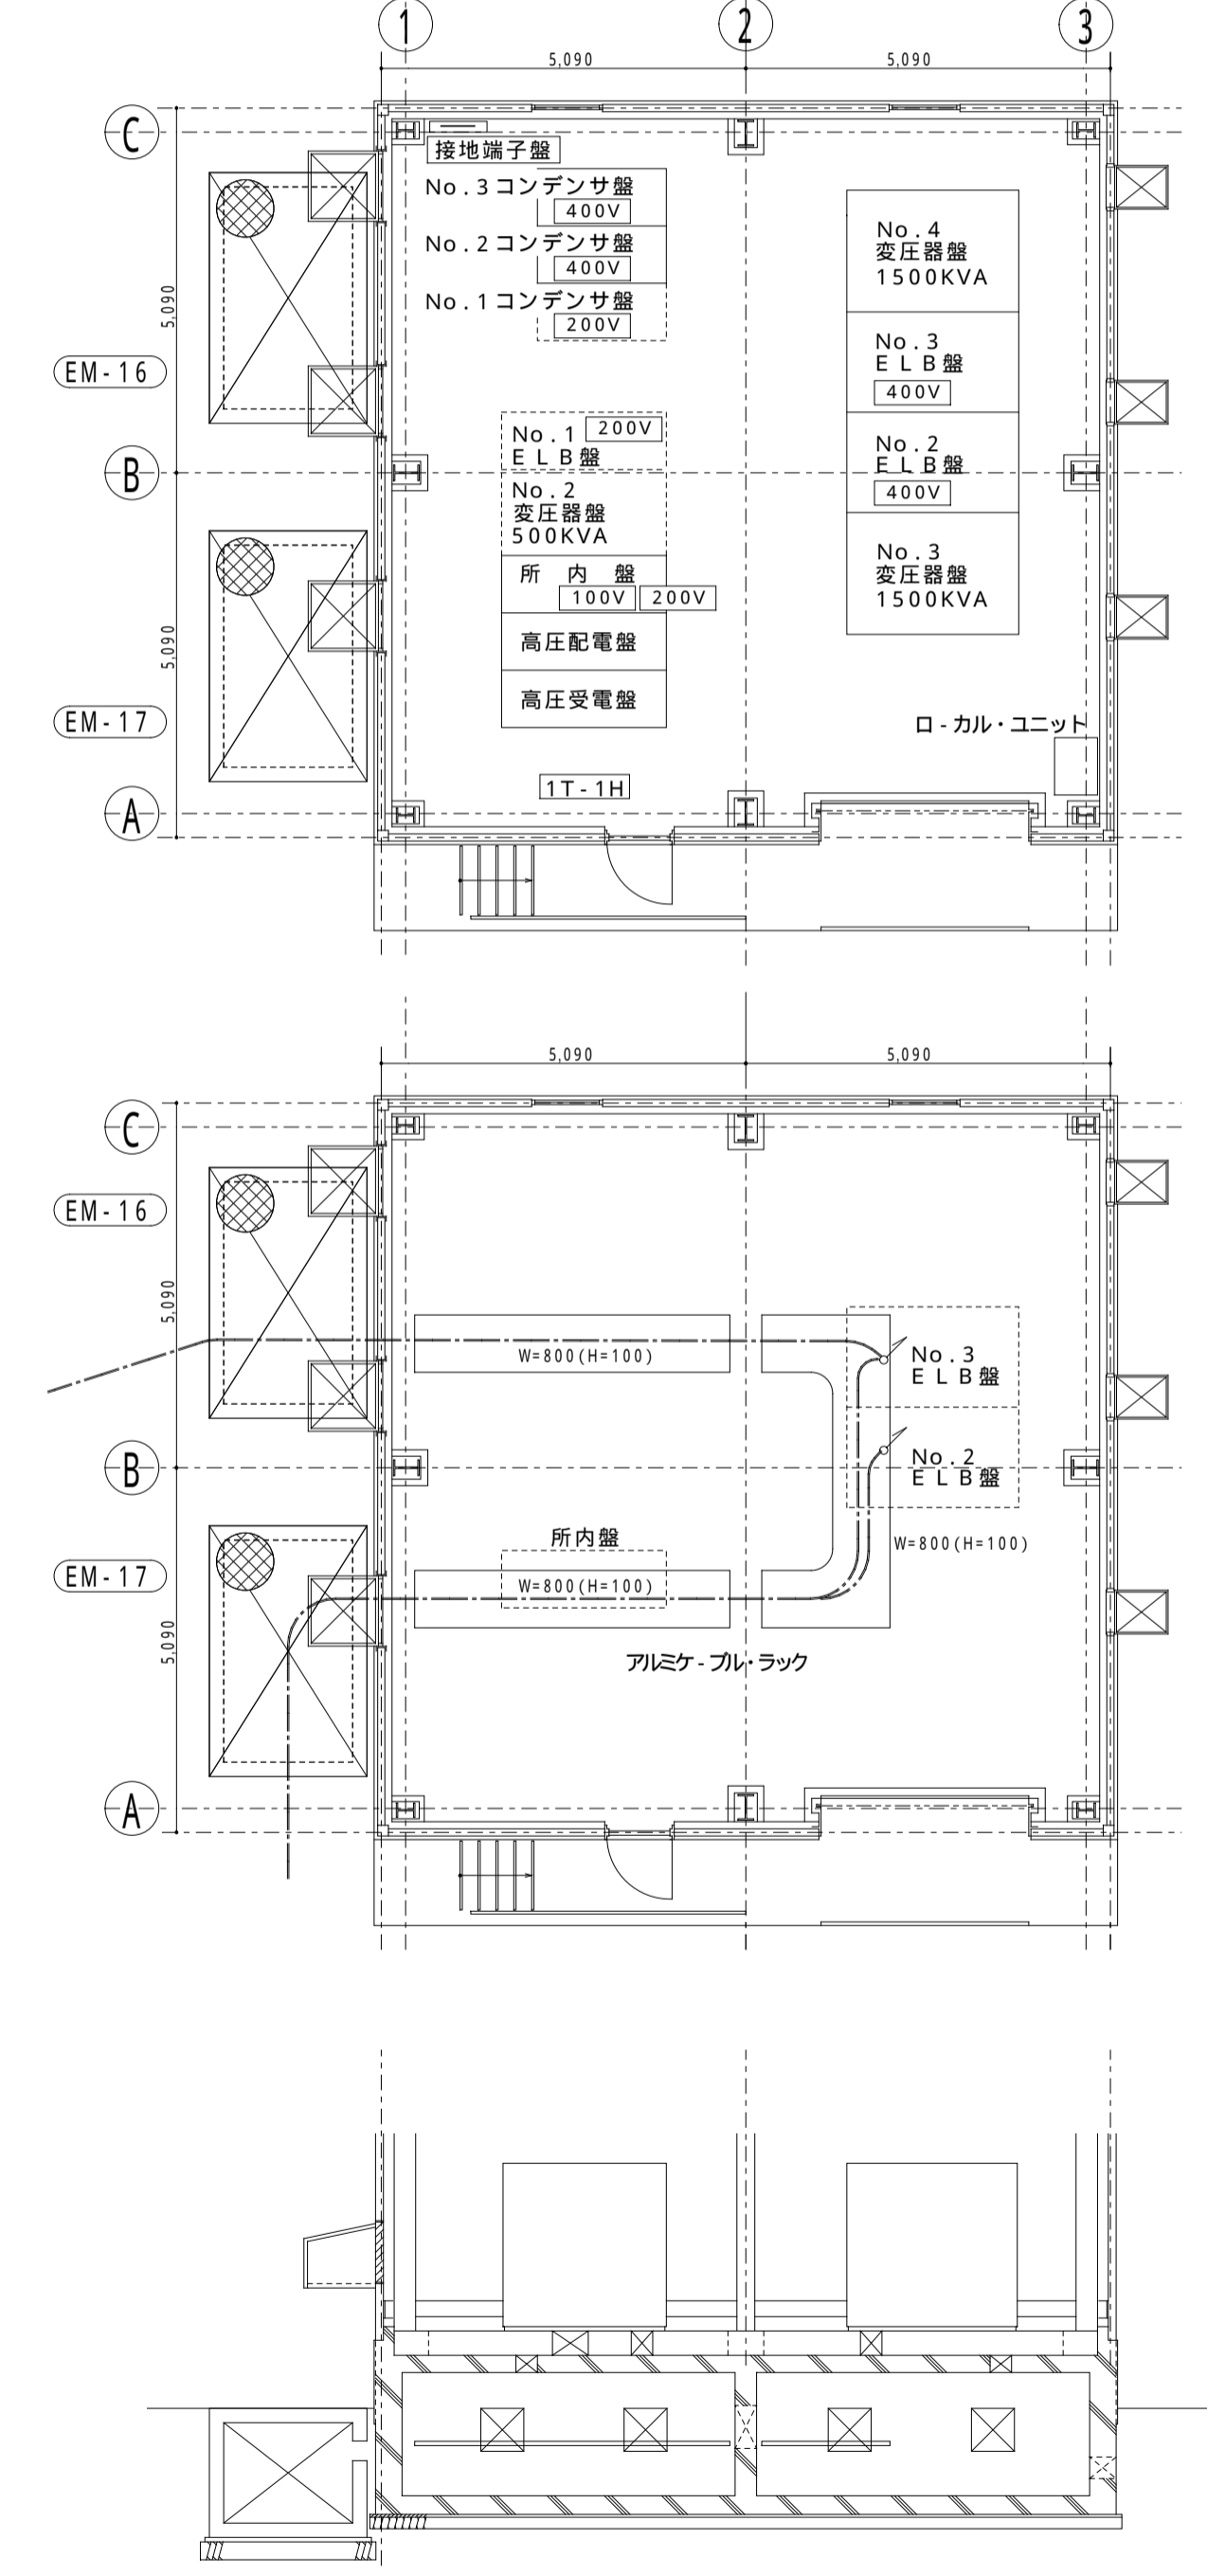 1
2
3
5,090
5,090
C
接地端子盤
No.3 コンデンサ盤
400V
No.2 コンデンサ盤
400V
No.1 コンデンサ盤
200V
No.4
変圧器盤
1500KVA
5,090
No.3
ELB盤
400V
EM-16
No.1
200V
ELB盤
No.2
ELB盤
400V
B
No.2
変圧器盤
500KVA
所 内 盤
100V
200V
No.3
変圧器盤
1500KVA
5,090
高圧配電盤
高圧受電盤
EM-17
ロ-カル・ユニット
1T-1H
A
5,090
5,090
C
EM-16
5,090
W=800(H=100)
No.3
ELB盤
B
No.2
ELB盤
所内盤
W=800(H=100)
W=800(H=100)
EM-17
5,090
アルミケ-ブル・ラック
A